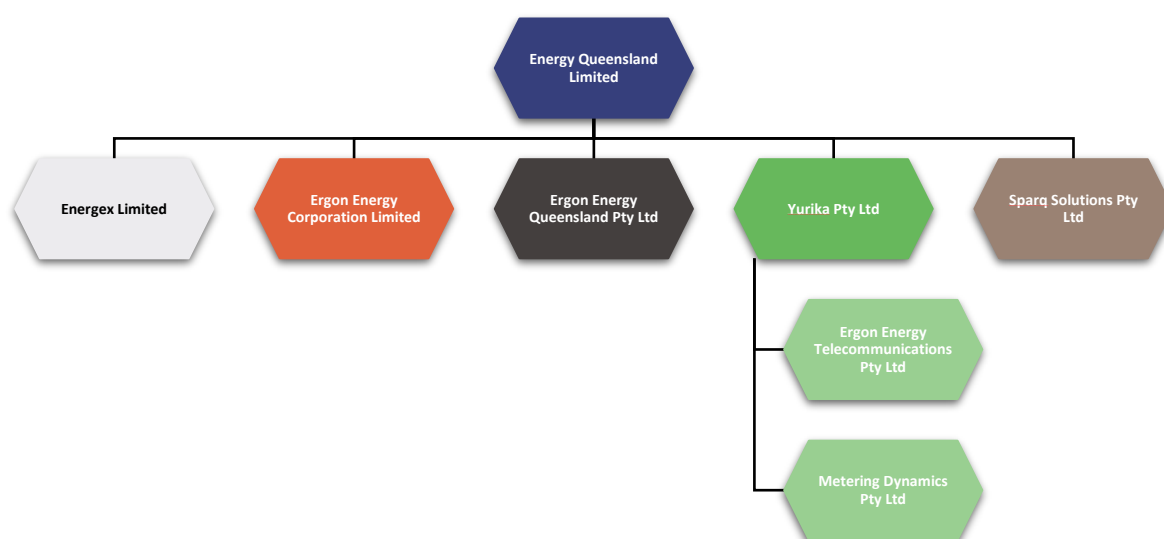 Energy Queensland
Limited
Energex Limited
Ergon Energy
Corporation Limited
Ergon Energy
Queensland Pty Ltd
Yurika Pty Ltd
Sparq Solutions Pty
Ltd
Ergon Energy
Telecommunications
Pty Ltd
Metering Dynamics
Pty Ltd